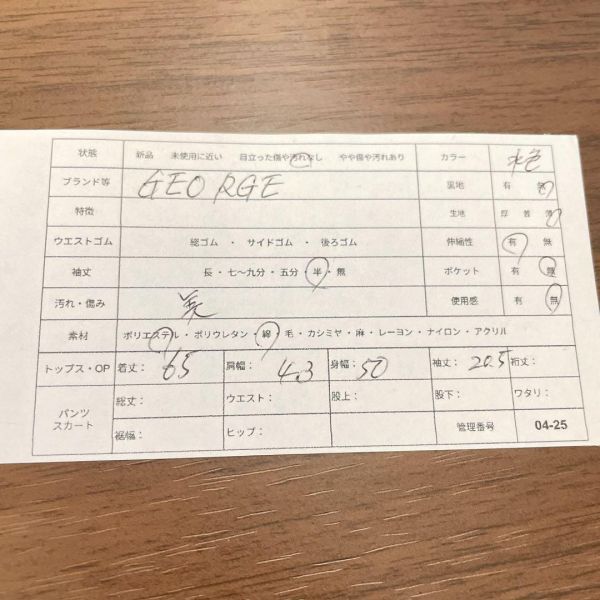 状態 新品 未使用に近い 目立った傷や汚れなし やや傷や汚れあり カラー 水色
ブランド等 GEORGE 裏地 有 無
特徴 生地 厚 普 薄
ウエストゴム 総ゴム ・ サイドゴム ・ 後ろゴム 伸縮性 有 無
袖丈 長・七〜九分・五分・半・無 ポケット 有 無
汚れ・傷み 美 使用感 有 無
素材 ポリエステル・ポリウレタン・綿・毛・カシミヤ・麻・レーヨン・ナイロン・アクリル
トップス・OP 着丈: 65 肩幅: 43 身幅: 50 袖丈: 20.5 裄丈:
パンツ スカート 総丈: ウエスト: 股上: 股下: ワタリ:
裾幅: ヒップ: 管理番号 04-25